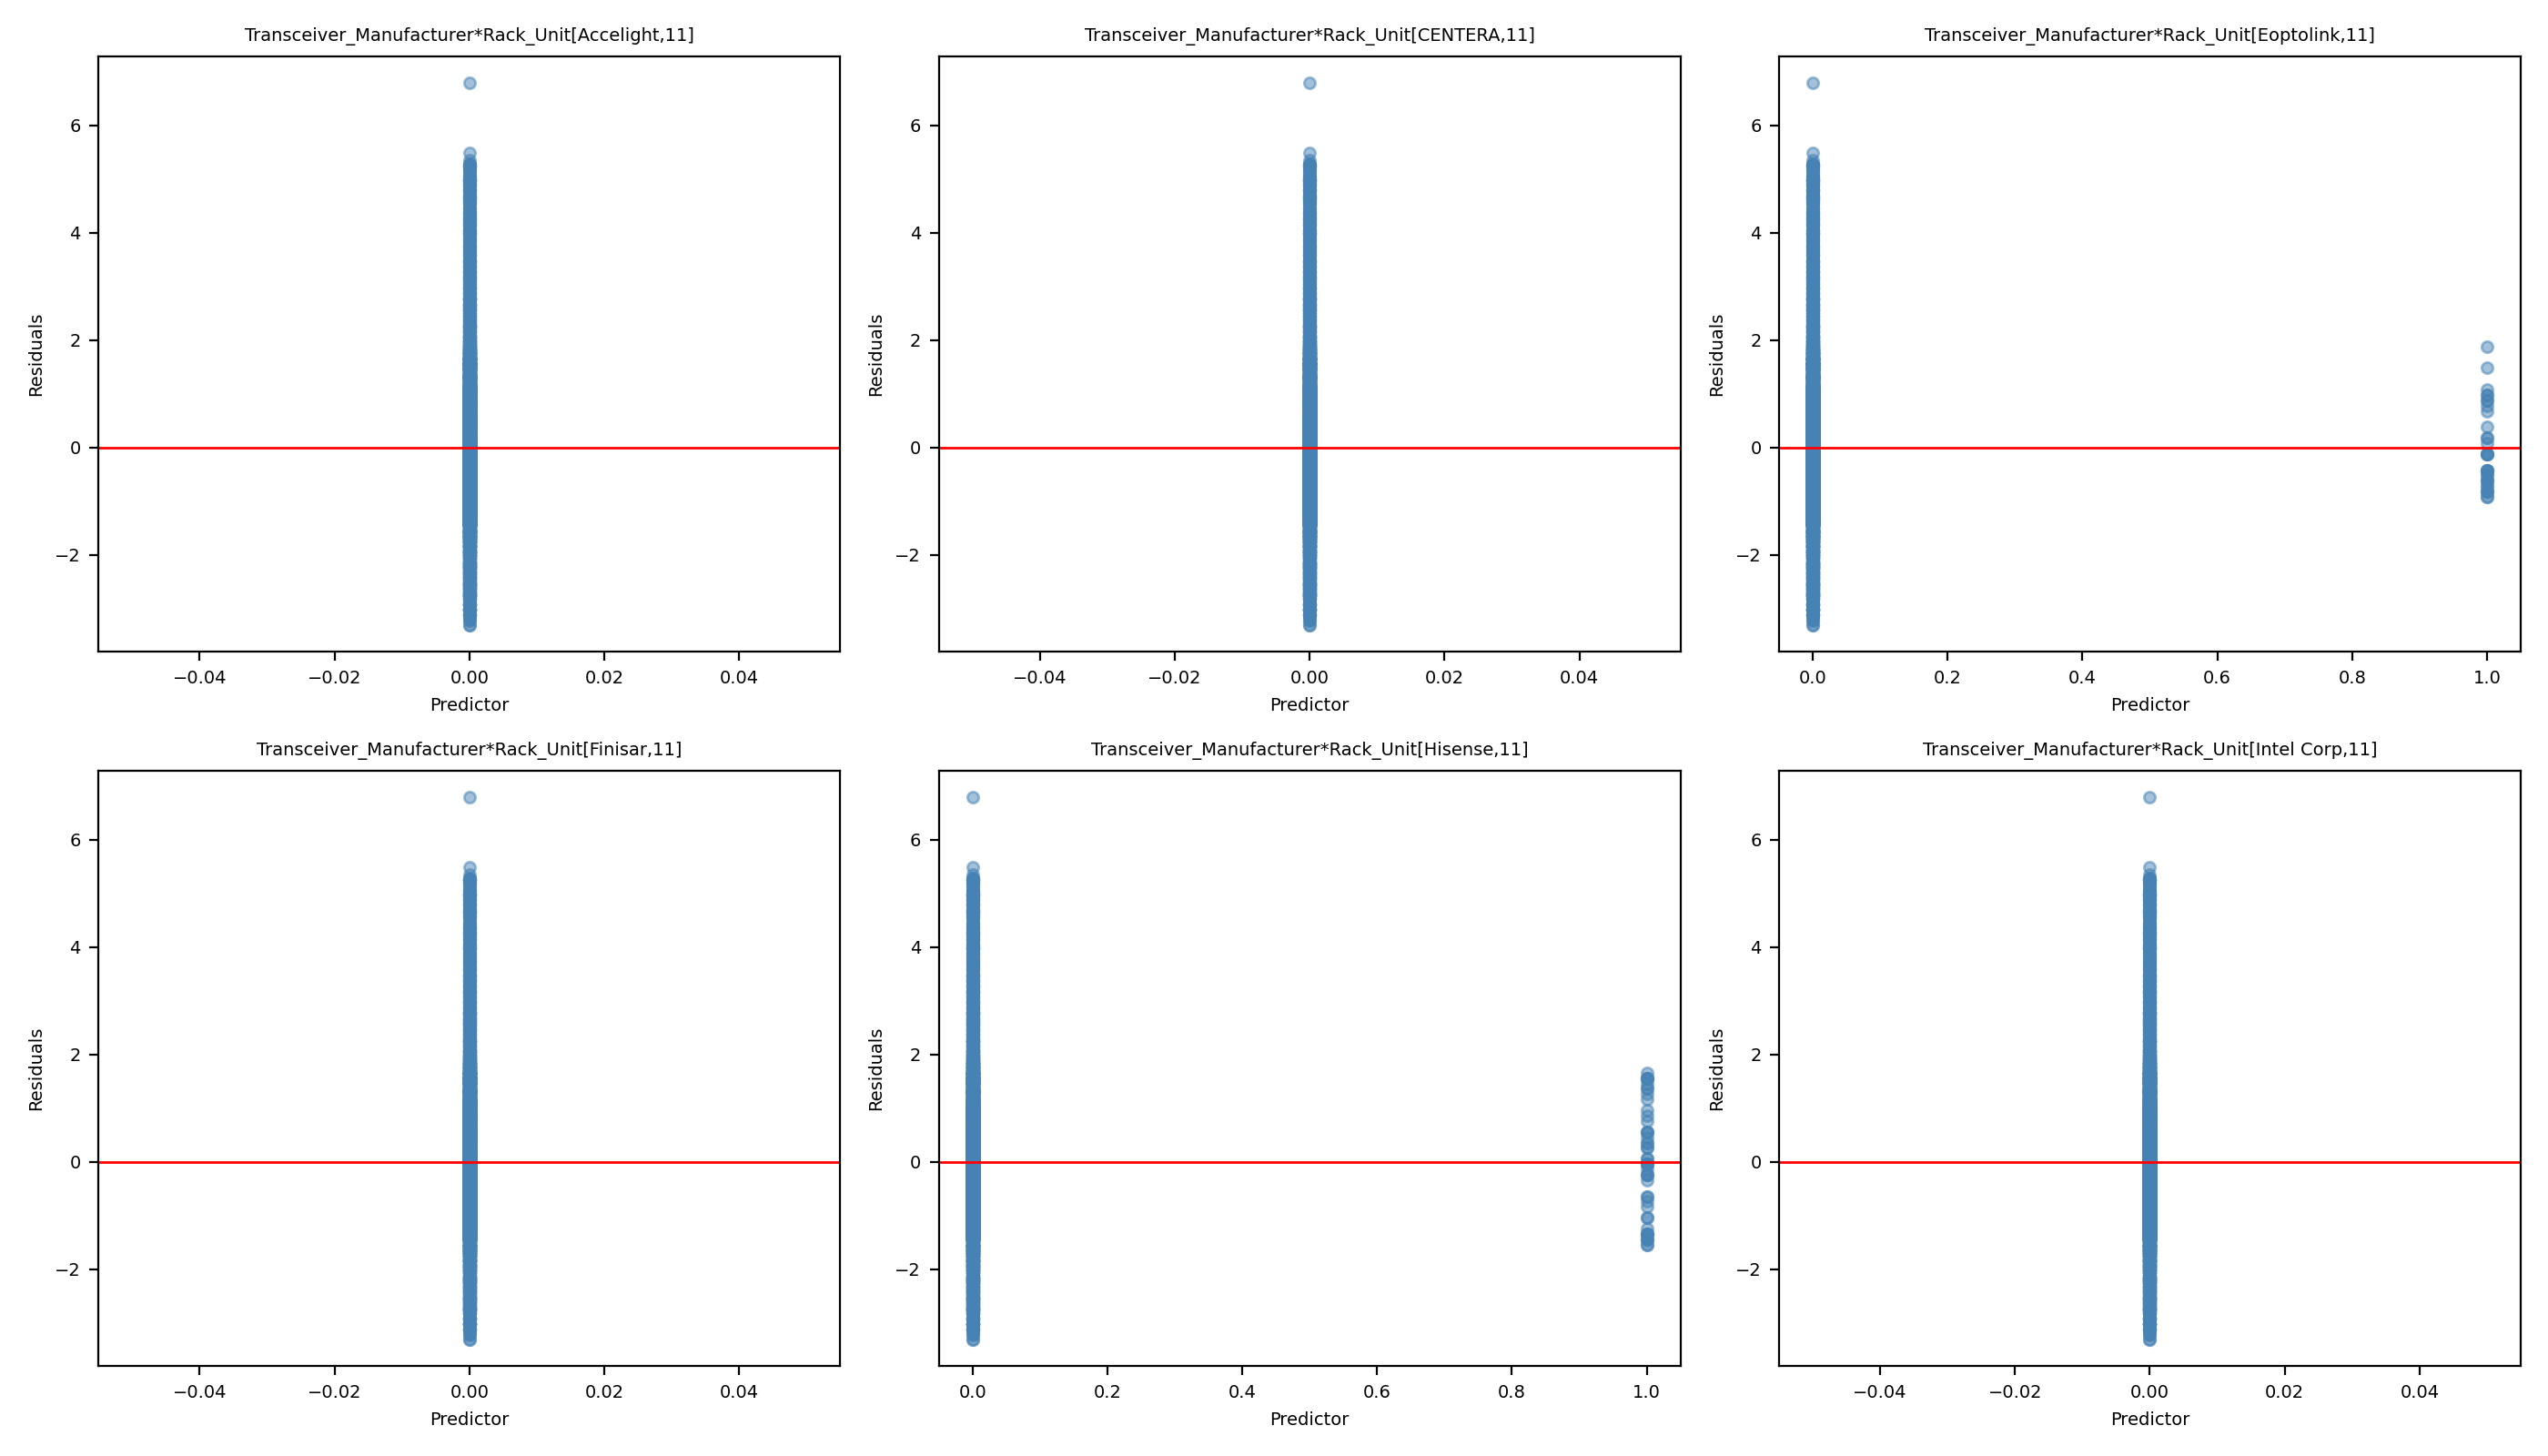 Transceiver_Manufacturer*Rack_Unit[Accelight,11]
6
4
2
0
−2
Residuals
−0.04 −0.02 0.00 0.02 0.04
Predictor
Transceiver_Manufacturer*Rack_Unit[CENTERA,11]
6
4
2
0
−2
Residuals
−0.04 −0.02 0.00 0.02 0.04
Predictor
Transceiver_Manufacturer*Rack_Unit[Eoptolink,11]
6
4
2
0
−2
Residuals
0.0 0.2 0.4 0.6 0.8 1.0
Predictor
Transceiver_Manufacturer*Rack_Unit[Finisar,11]
6
4
2
0
−2
Residuals
−0.04 −0.02 0.00 0.02 0.04
Predictor
Transceiver_Manufacturer*Rack_Unit[Hisense,11]
6
4
2
0
−2
Residuals
0.0 0.2 0.4 0.6 0.8 1.0
Predictor
Transceiver_Manufacturer*Rack_Unit[Intel Corp,11]
6
4
2
0
−2
Residuals
−0.04 −0.02 0.00 0.02 0.04
Predictor